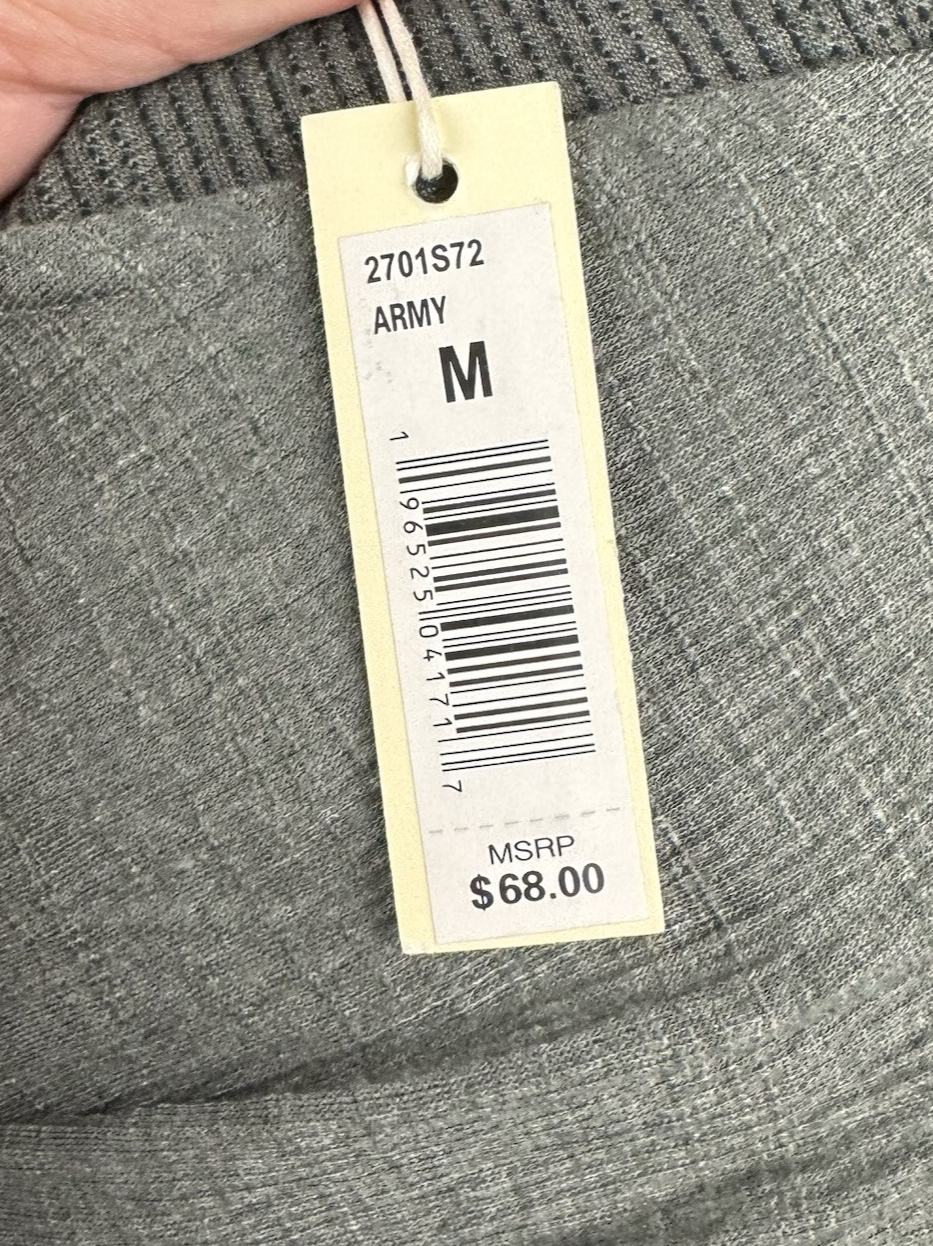 2701S72
ARMY
M
1 96525 04171 7
MSRP
$68.00